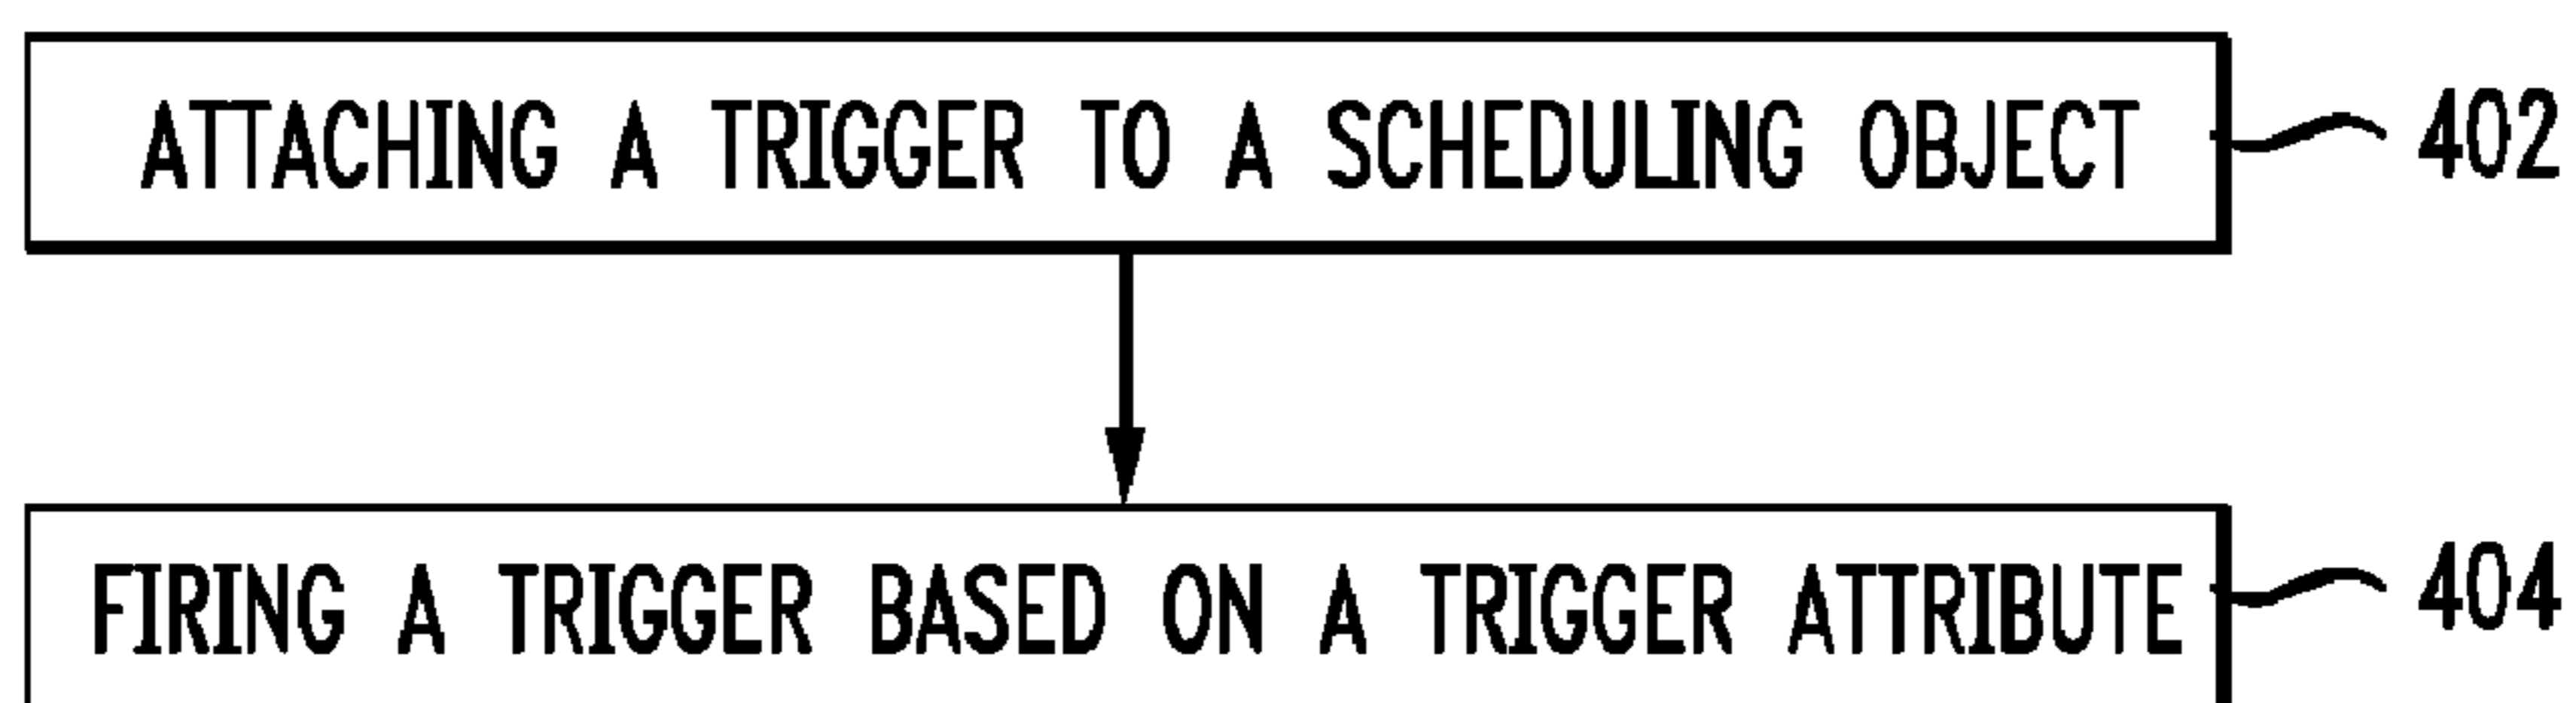 ATTACHING A TRIGGER TO A SCHEDULING OBJECT 402
FIRING A TRIGGER BASED ON A TRIGGER ATTRIBUTE 404